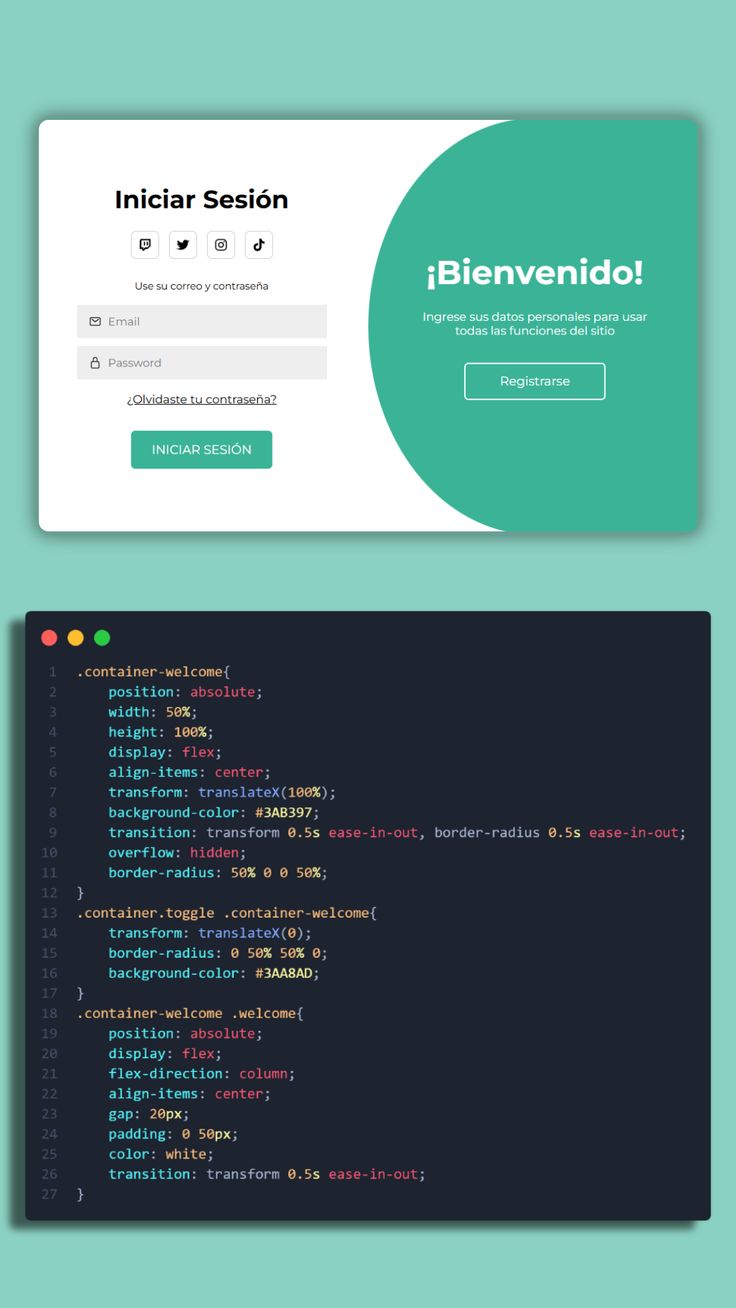 Iniciar Sesión
Use su correo y contraseña
Email
Password
¿Olvidaste tu contraseña?
INICIAR SESIÓN
¡Bienvenido!
Ingrese sus datos personales para usar
todas las funciones del sitio
Registrarse
1 .container-welcome{
2     position: absolute;
3     width: 50%;
4     height: 100%;
5     display: flex;
6     align-items: center;
7     transform: translateX(100%);
8     background-color: #3AB397;
9     transition: transform 0.5s ease-in-out, border-radius 0.5s ease-in-out;
10     overflow: hidden;
11     border-radius: 50% 0 0 50%;
12 }
13 .container.toggle .container-welcome{
14     transform: translateX(0);
15     border-radius: 0 50% 50% 0;
16     background-color: #3AA8AD;
17 }
18 .container-welcome .welcome{
19     position: absolute;
20     display: flex;
21     flex-direction: column;
22     align-items: center;
23     gap: 20px;
24     padding: 0 50px;
25     color: white;
26     transition: transform 0.5s ease-in-out;
27 }